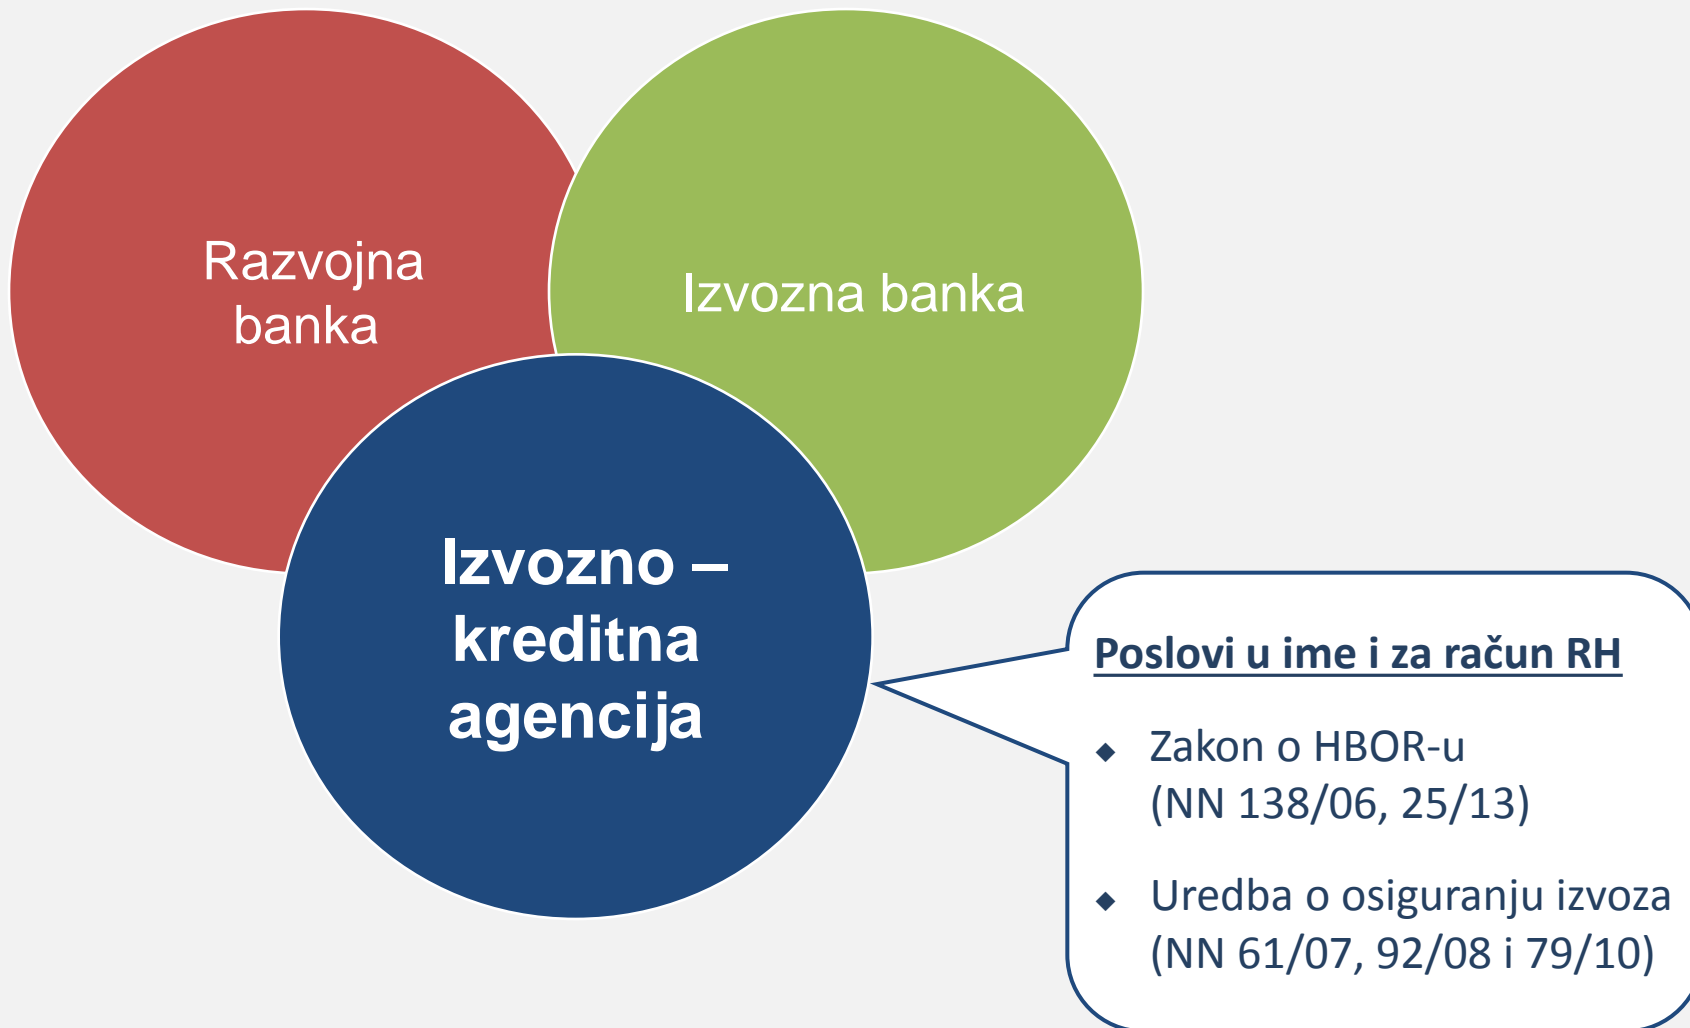 Razvojna
banka
Izvozna banka
Izvozno –
kreditna
agencija
Poslovi u ime i za račun RH
◆ Zakon o HBOR-u
(NN 138/06, 25/13)
◆ Uredba o osiguranju izvoza
(NN 61/07, 92/08 i 79/10)